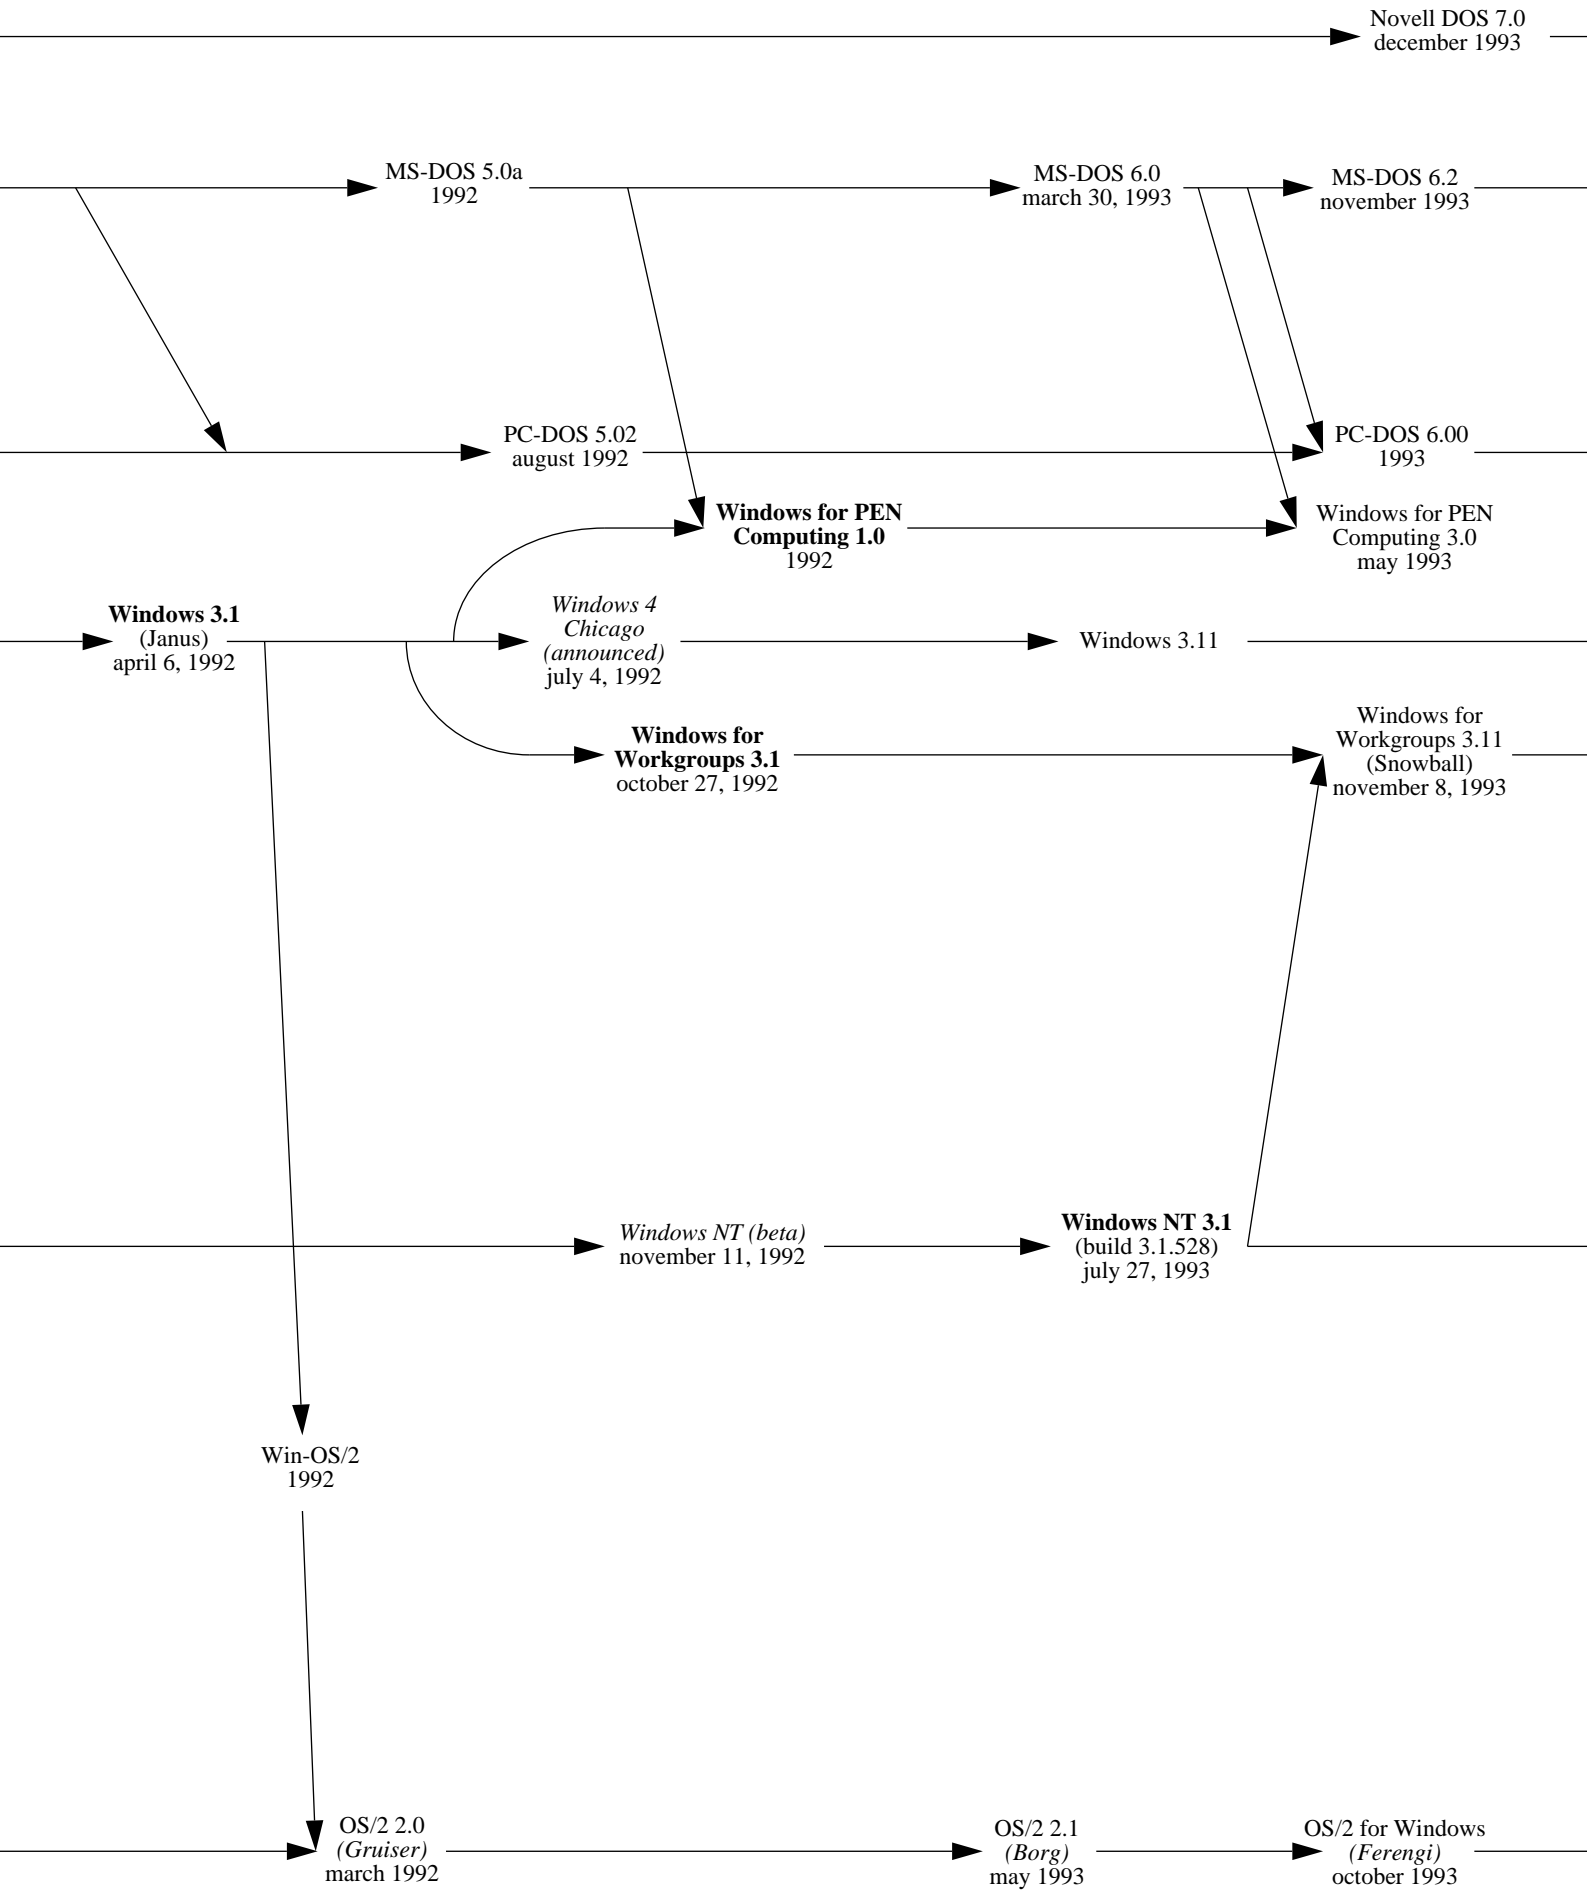 Novell DOS 7.0
december 1993
MS-DOS 5.0a
1992
MS-DOS 6.0
march 30, 1993
MS-DOS 6.2
november 1993
PC-DOS 5.02
august 1992
PC-DOS 6.00
1993
Windows for PEN
Computing 1.0
1992
Windows for PEN
Computing 3.0
may 1993
Windows 3.1
(Janus)
april 6, 1992
Windows 4
Chicago
(announced)
july 4, 1992
Windows 3.11
Windows for
Workgroups 3.1
october 27, 1992
Windows for
Workgroups 3.11
(Snowball)
november 8, 1993
Windows NT (beta)
november 11, 1992
Windows NT 3.1
(build 3.1.528)
july 27, 1993
Win-OS/2
1992
OS/2 2.0
(Gruiser)
march 1992
OS/2 2.1
(Borg)
may 1993
OS/2 for Windows
(Ferengi)
october 1993